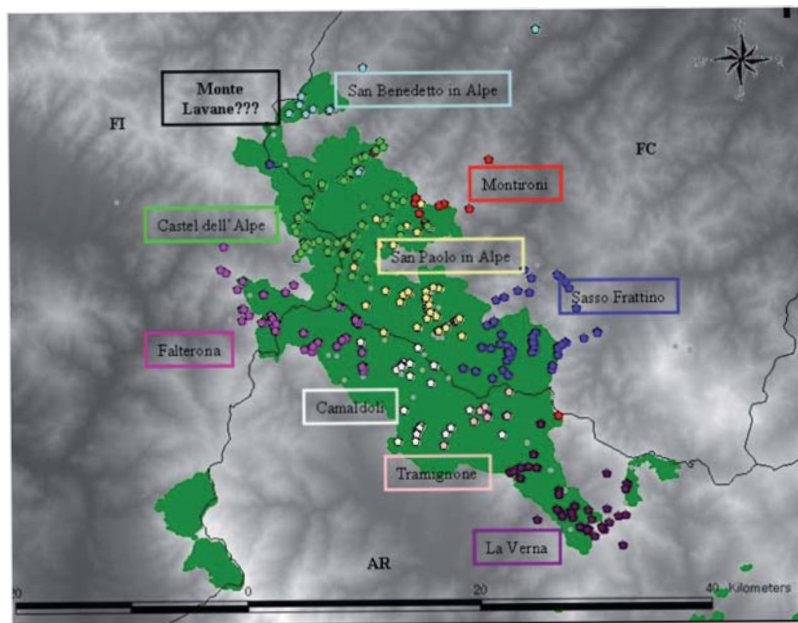 Monte
Lavane???
San Benedetto in Alpe
FI
FC
Montironi
Castel dell'Alpe
San Paolo in Alpe
Sasso Frattino
Falterona
Camaldoli
Tramignone
La Verna
AR
20 0 20 40 Kilometers